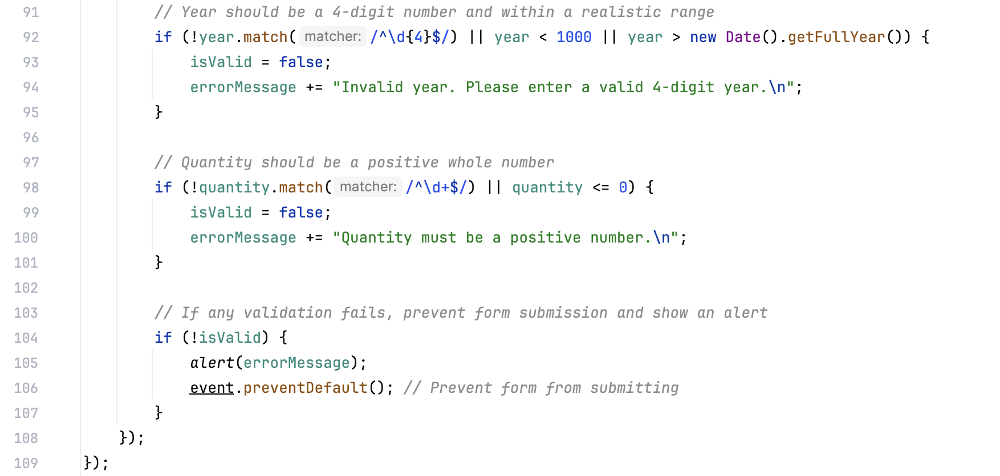 91 // Year should be a 4-digit number and within a realistic range
92 if (!year.match( matcher: /^\d{4}$/) || year < 1000 || year > new Date().getFullYear()) {
93 isValid = false;
94 errorMessage += "Invalid year. Please enter a valid 4-digit year.\n";
95 }
96
97 // Quantity should be a positive whole number
98 if (!quantity.match( matcher: /^\d+$/) || quantity <= 0) {
99 isValid = false;
100 errorMessage += "Quantity must be a positive number.\n";
101 }
102
103 // If any validation fails, prevent form submission and show an alert
104 if (!isValid) {
105 alert(errorMessage);
106 event.preventDefault(); // Prevent form from submitting
107 }
108 });
109 });